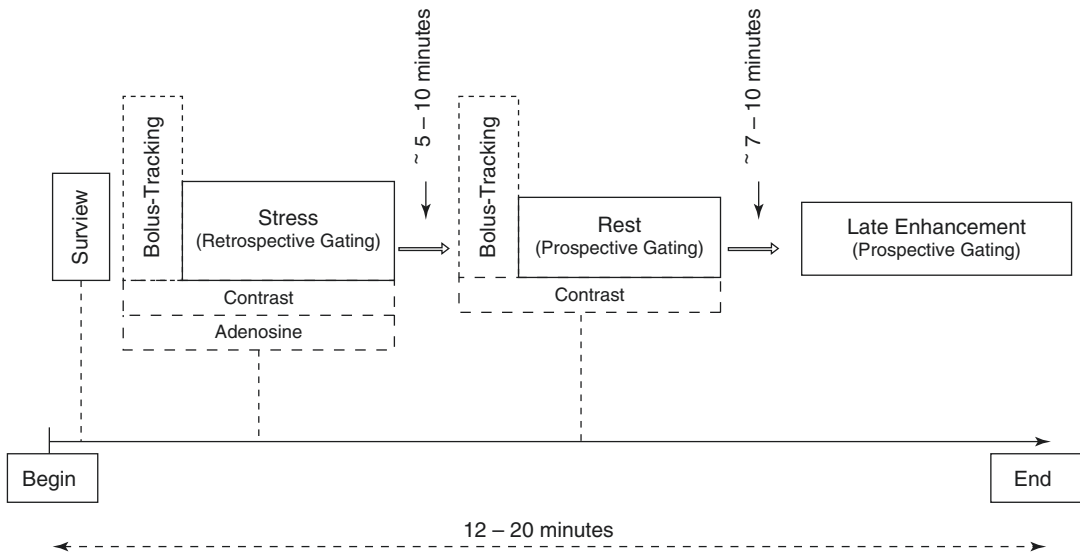 Surview
Bolus-Tracking
Stress
(Retrospective Gating)
Contrast
Adenosine
~ 5 – 10 minutes
Bolus-Tracking
Rest
(Prospective Gating)
Contrast
~ 7 – 10 minutes
Late Enhancement
(Prospective Gating)
Begin
End
12 – 20 minutes